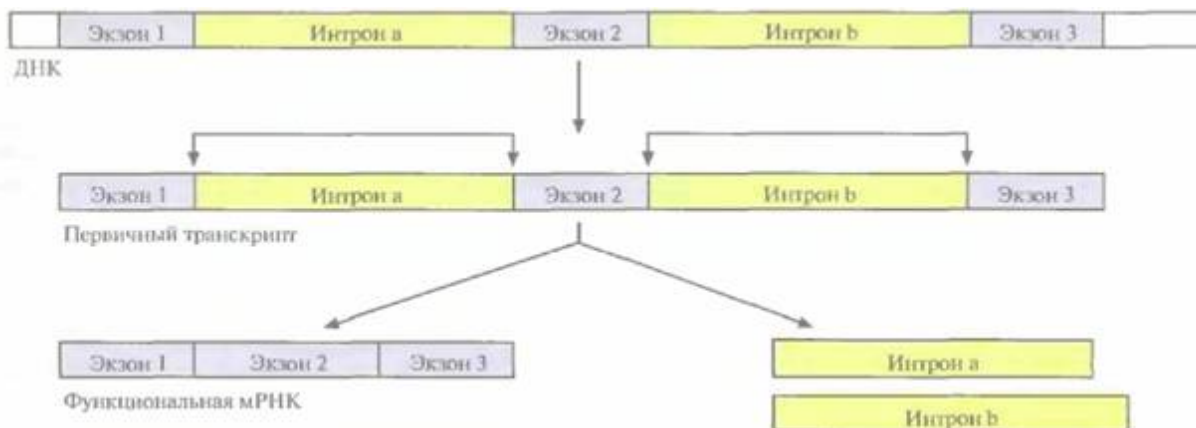 Экзон 1 Интрон a Экзон 2 Интрон b Экзон 3
ДНК
Экзон 1 Интрон a Экзон 2 Интрон b Экзон 3
Первичный транскрипт
Экзон 1 Экзон 2 Экзон 3
Функциональная мРНК
Интрон a
Интрон b